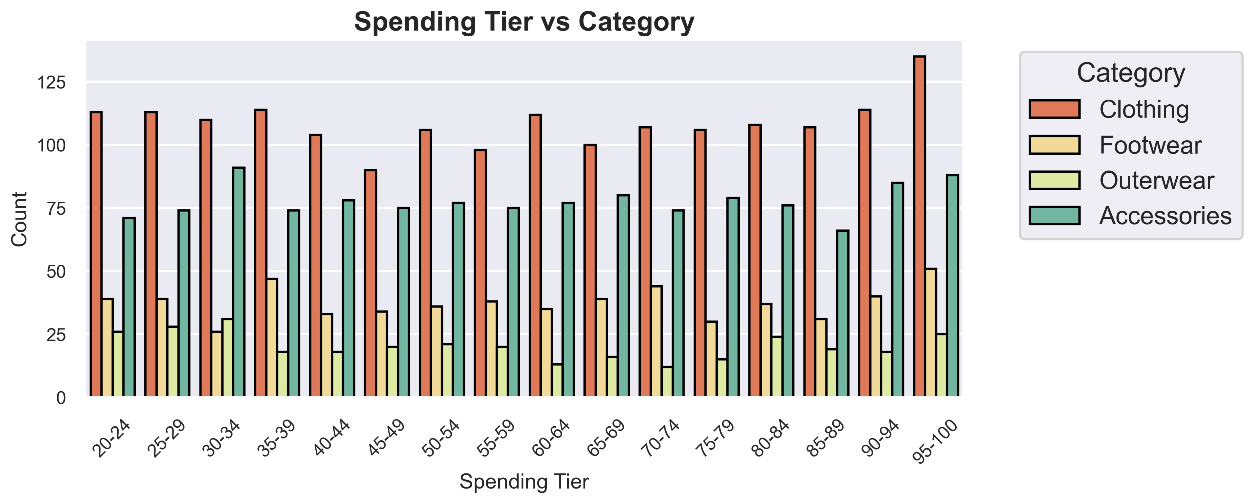 Spending Tier vs Category
Count
125
100
75
50
25
0
20-24
25-29
30-34
35-39
40-44
45-49
50-54
55-59
60-64
65-69
70-74
75-79
80-84
85-89
90-94
95-100
Spending Tier
Category
Clothing
Footwear
Outerwear
Accessories